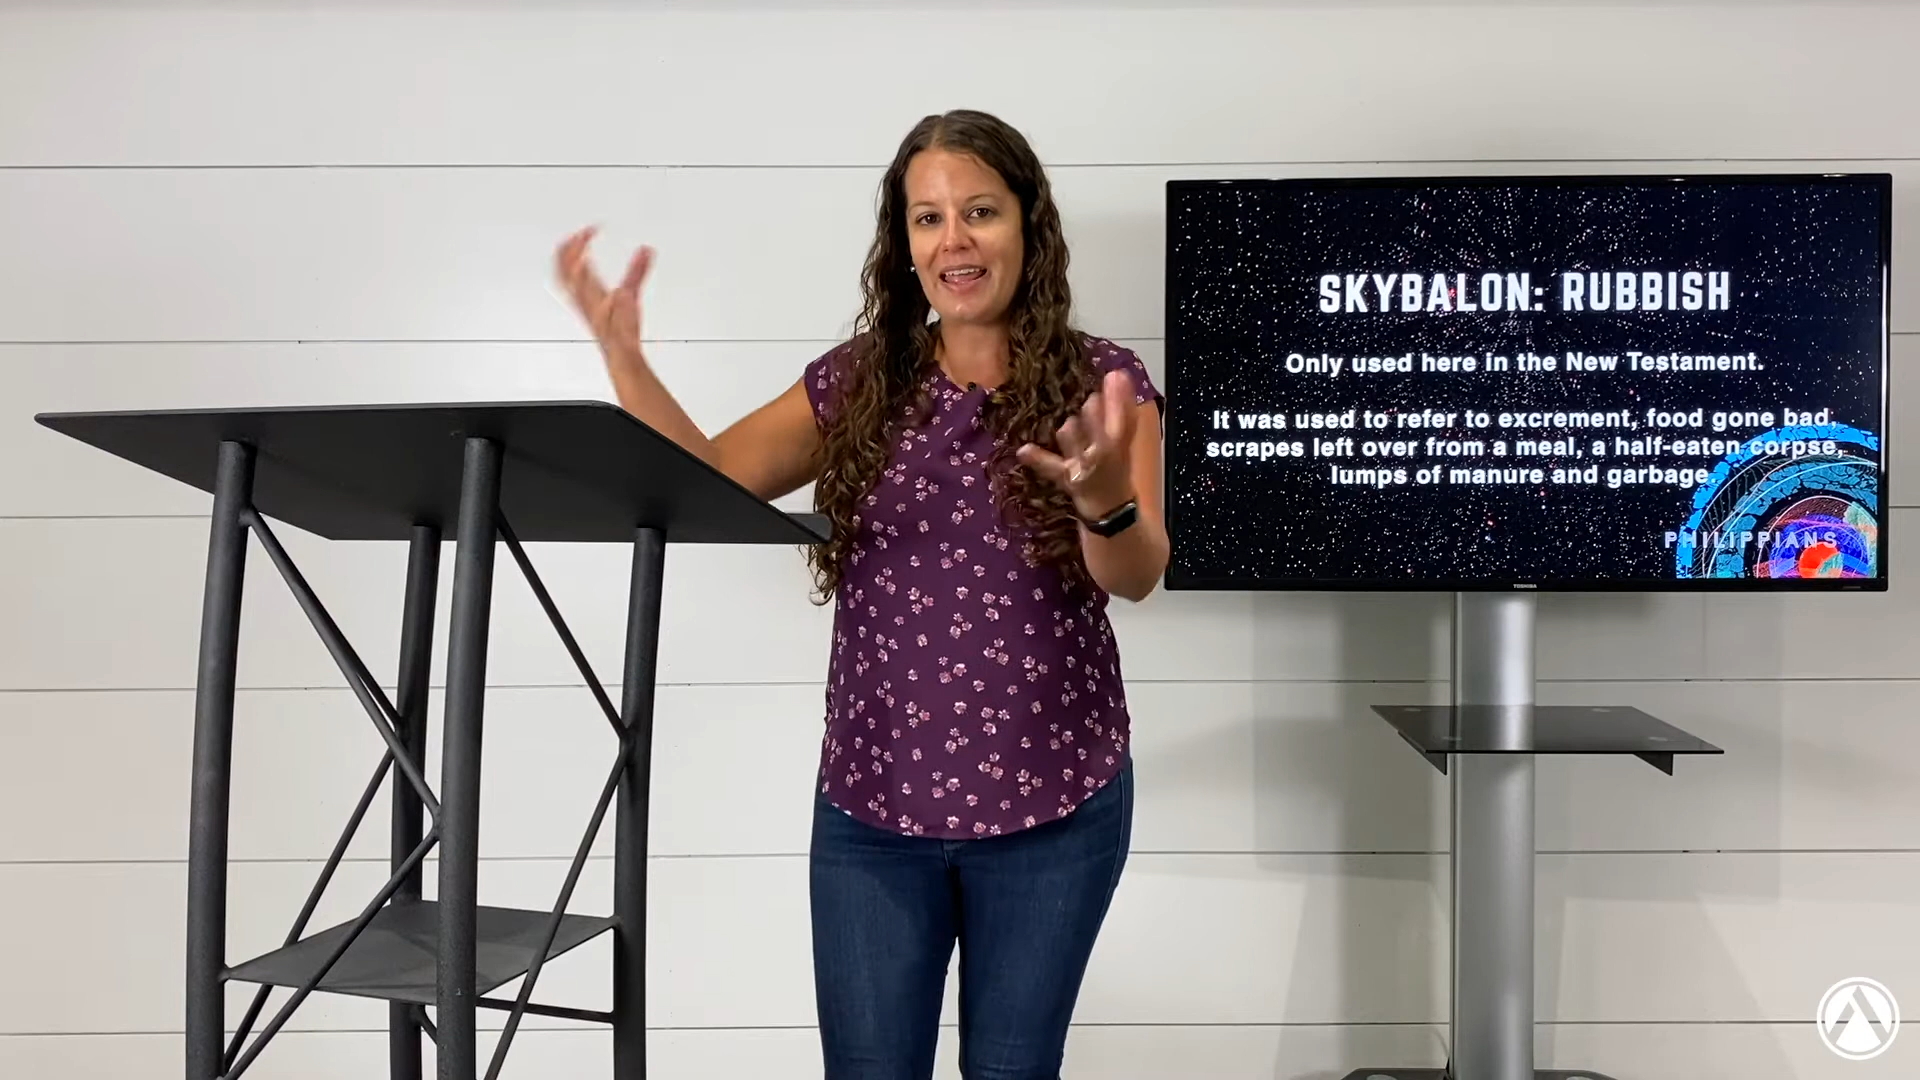 SKYBALON: RUBBISH
Only used here in the New Testament.
It was used to refer to excrement, food gone bad,
scrapes left over from a meal, a half-eaten corpse,
lumps of manure and garbage.
PHILIPPIANS
TOSHIBA